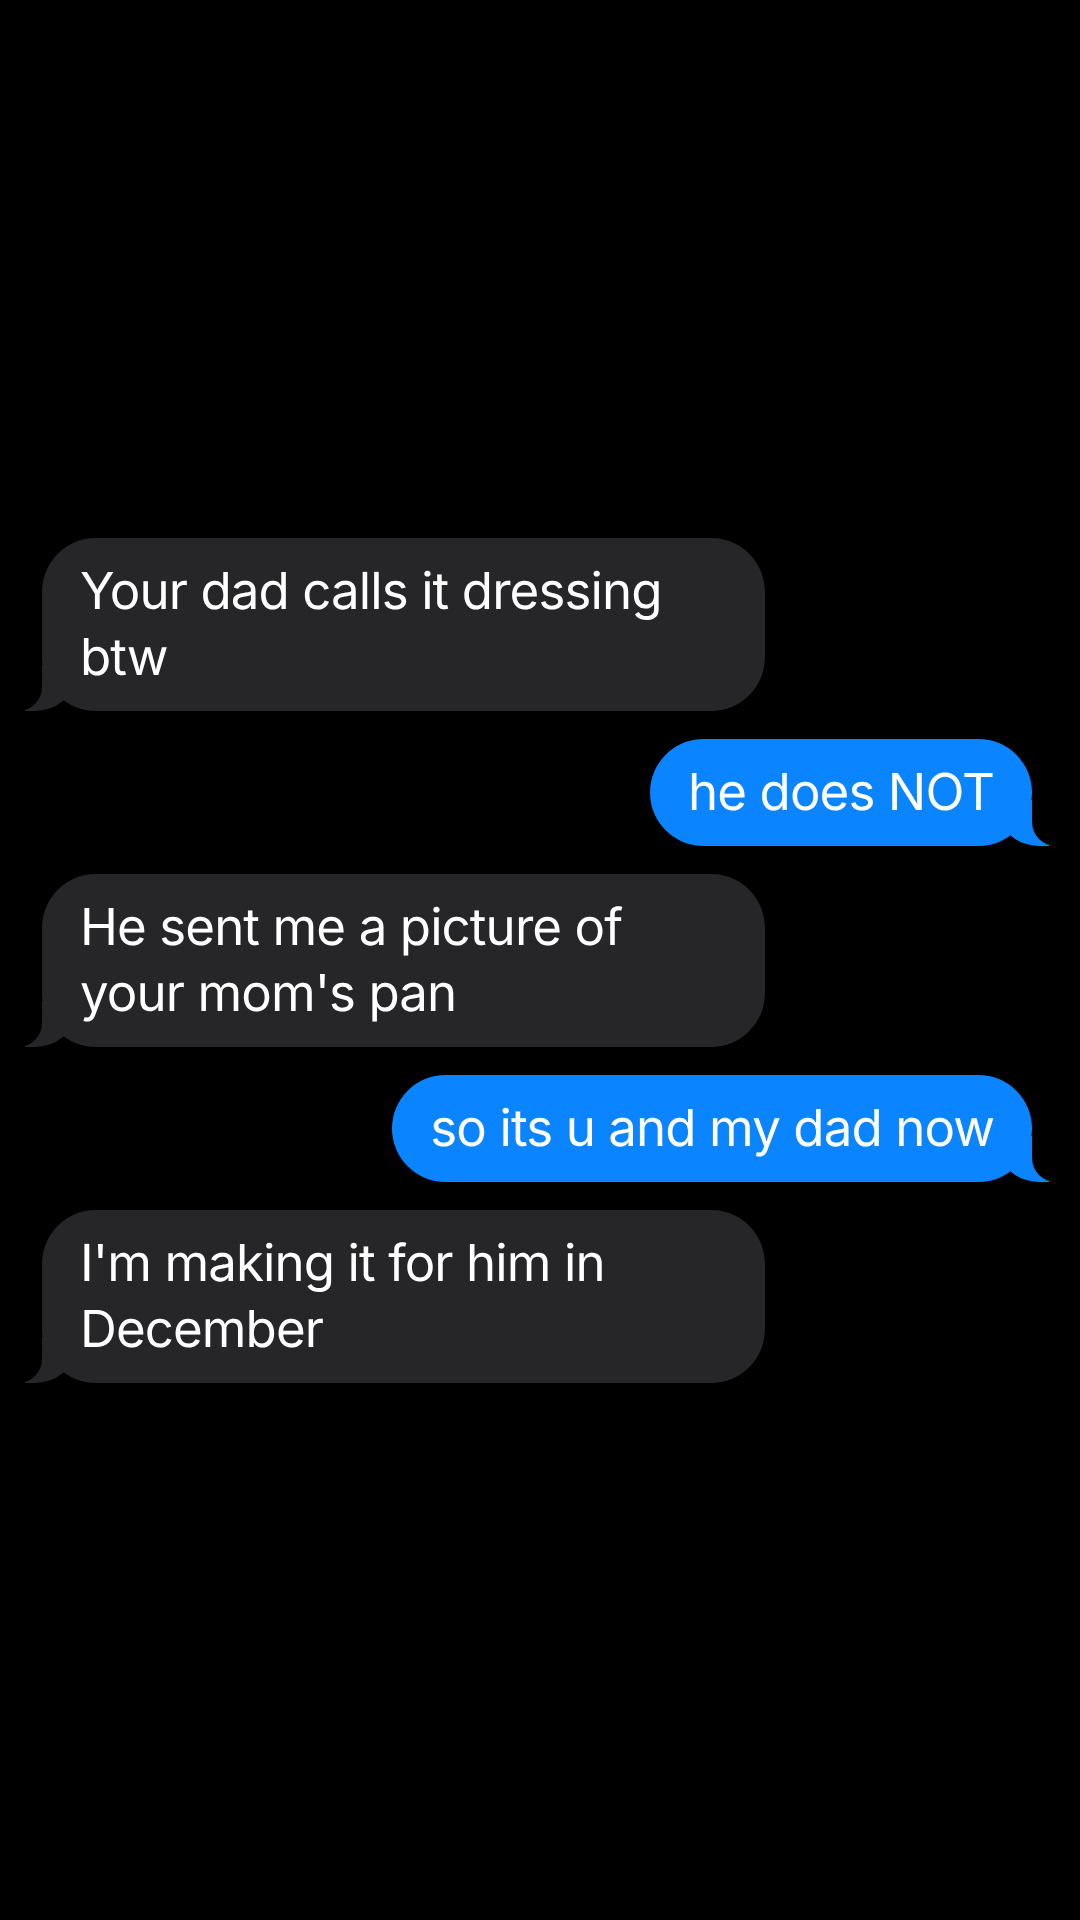 Your dad calls it dressing
btw
he does NOT
He sent me a picture of
your mom's pan
so its u and my dad now
I'm making it for him in
December